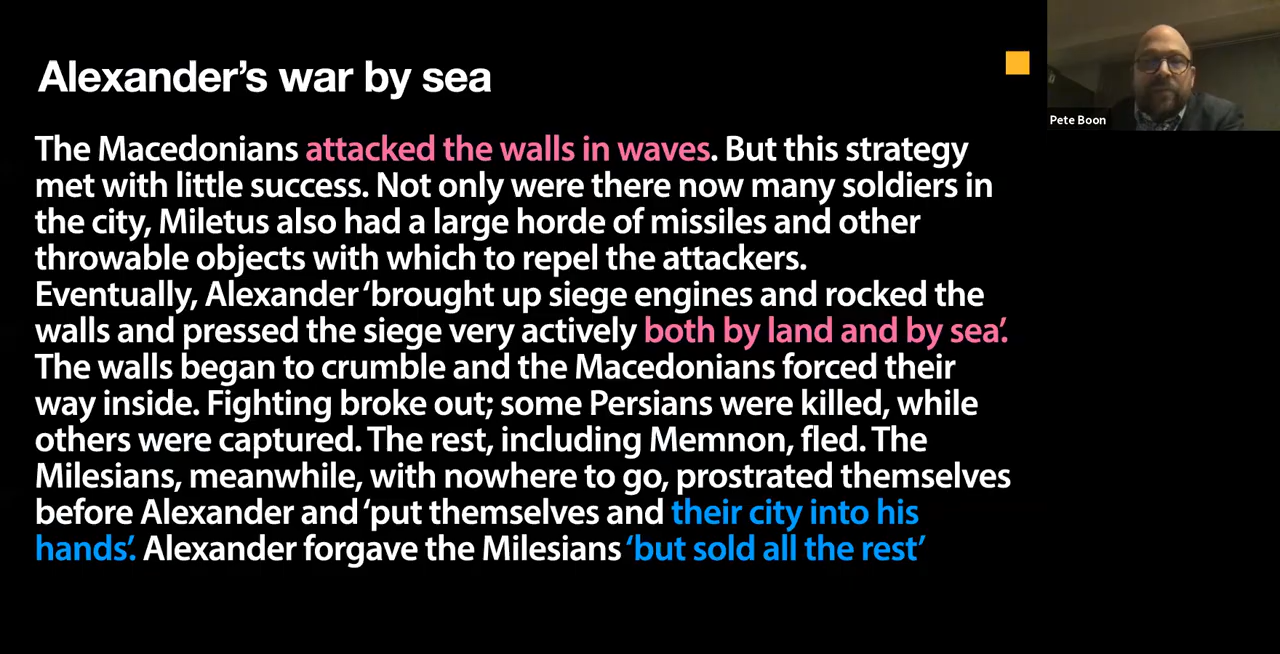 Alexander’s war by sea
The Macedonians attacked the walls in waves. But this strategy
met with little success. Not only were there now many soldiers in
the city, Miletus also had a large horde of missiles and other
throwable objects with which to repel the attackers.
Eventually, Alexander ‘brought up siege engines and rocked the
walls and pressed the siege very actively both by land and by sea’.
The walls began to crumble and the Macedonians forced their
way inside. Fighting broke out; some Persians were killed, while
others were captured. The rest, including Memnon, fled. The
Milesians, meanwhile, with nowhere to go, prostrated themselves
before Alexander and ‘put themselves and their city into his
hands’. Alexander forgave the Milesians ‘but sold all the rest’
Pete Boon